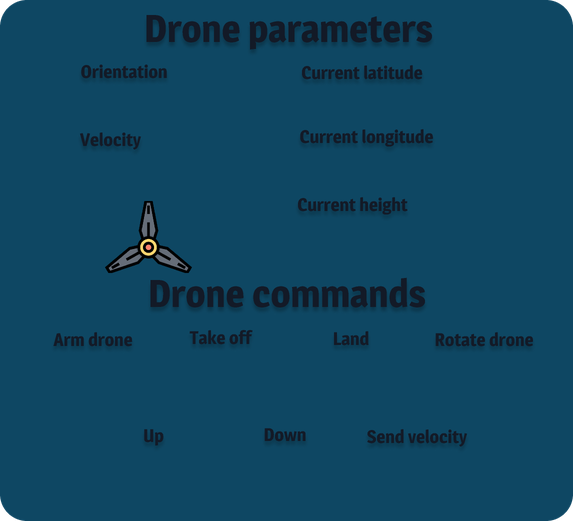 Drone parameters
Orientation
Current latitude
Velocity
Current longitude
Current height
Drone commands
Arm drone
Take off
Land
Rotate drone
Up
Down
Send velocity